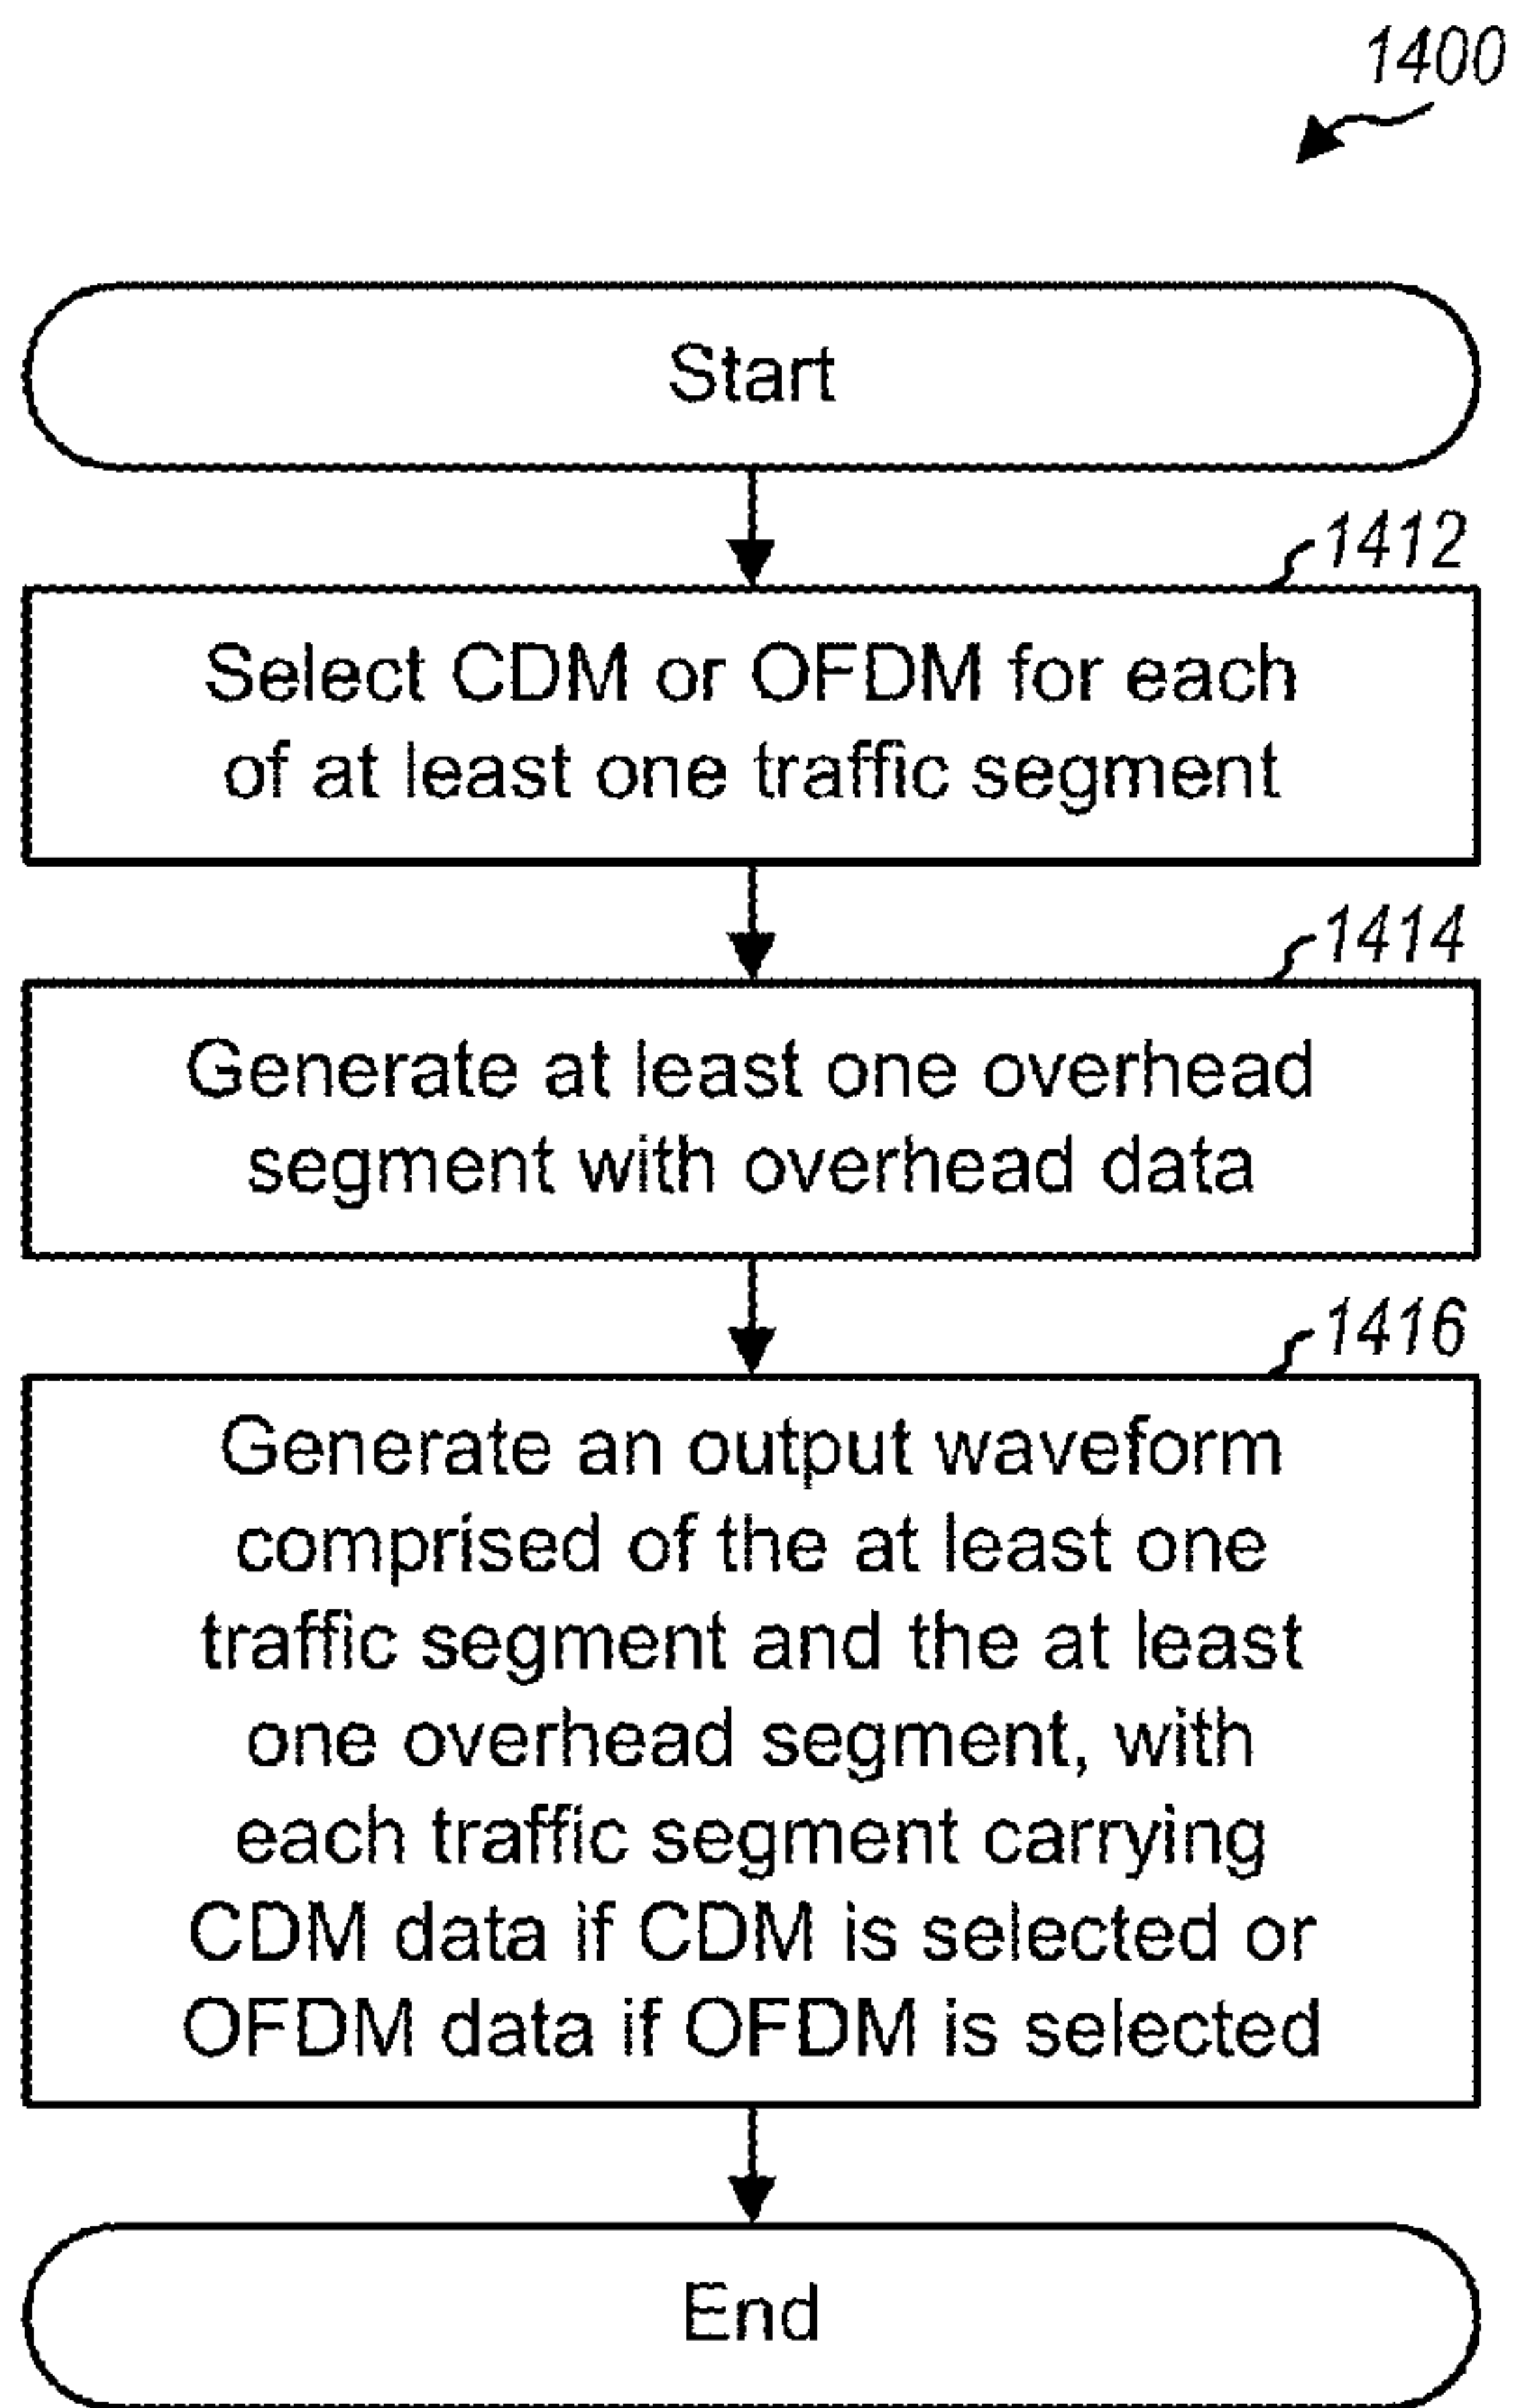 1400
Start
1412
Select CDM or OFDM for each
of at least one traffic segment
1414
Generate at least one overhead
segment with overhead data
1416
Generate an output waveform
comprised of the at least one
traffic segment and the at least
one overhead segment, with
each traffic segment carrying
CDM data if CDM is selected or
OFDM data if OFDM is selected
End